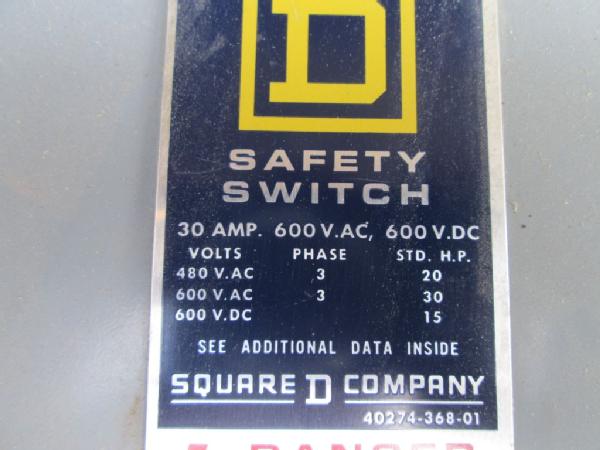 D
SAFETY
SWITCH
30 AMP. 600 V.AC, 600 V.DC
VOLTS PHASE STD. H.P.
480 V.AC 3 20
600 V.AC 3 30
600 V.DC 15
SEE ADDITIONAL DATA INSIDE
SQUARE D COMPANY
40274-368-01
DANGER